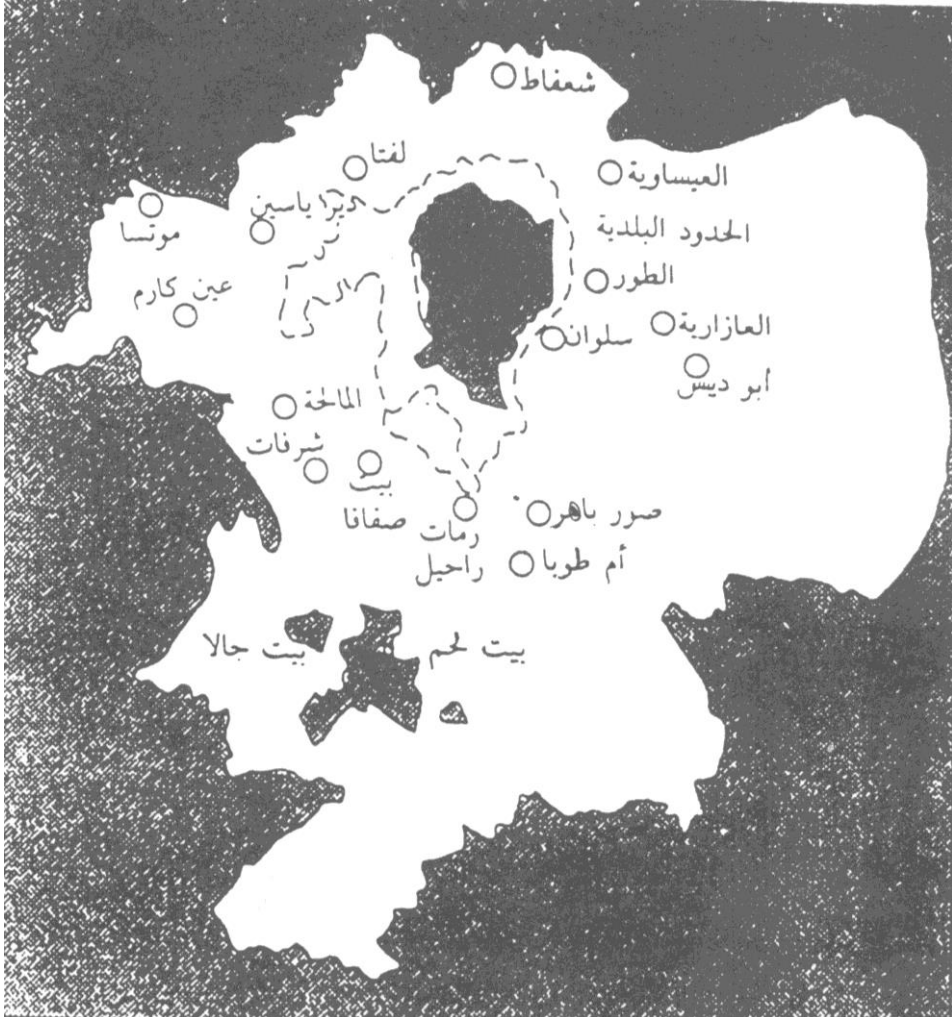 شعفاط
لفتا
العيساوية
دير ياسين
موتسا
الحدود البلدية
الطور
عين كارم
العازارية
سلوان
أبو ديس
المالحة
شرفات
بيت
صفافا
صور باهر
رمات
راحيل
أم طوبا
بيت لحم
بيت جالا